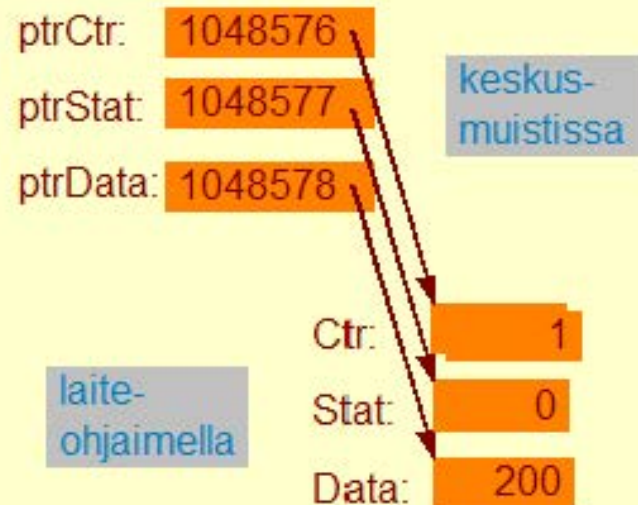 ptrCtr: 1048576
ptrStat: 1048577
ptrData: 1048578
keskus-
muistissa
Ctr: 1
Stat: 0
Data: 200
laite-
ohjaimella